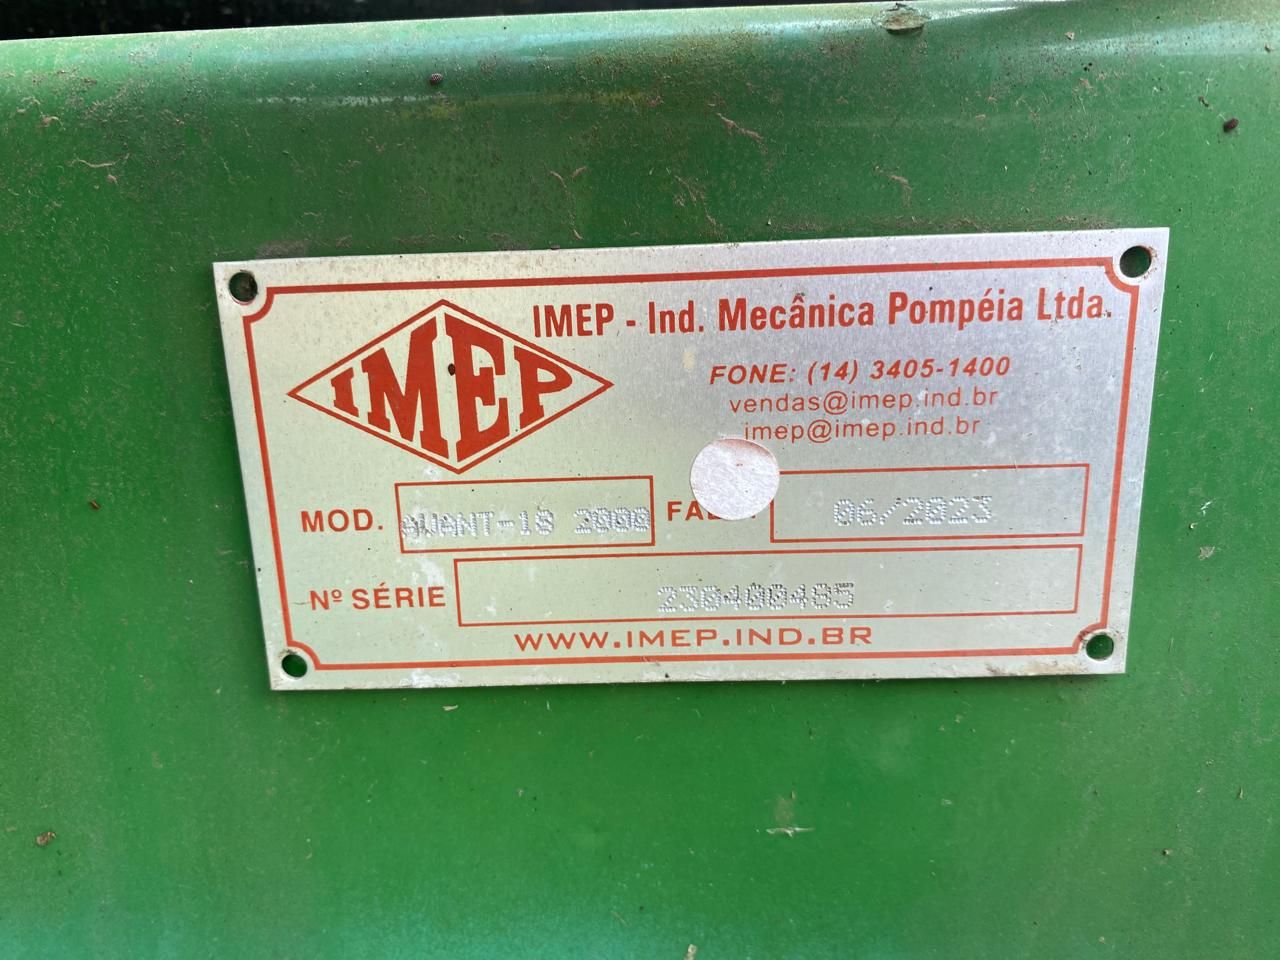 IMEP
IMEP - Ind. Mecânica Pompéia Ltda.
FONE: (14) 3405-1400
vendas@imep.ind.br
imep@imep.ind.br
MOD. AVANT-18 2000
06/2023
Nº SÉRIE 230400485
WWW.IMEP.IND.BR